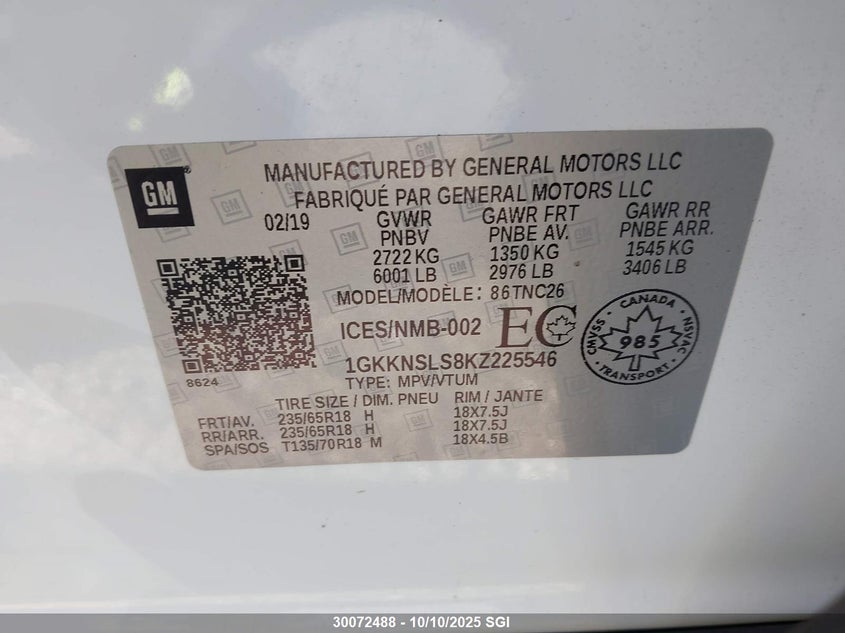 GM
MANUFACTURED BY GENERAL MOTORS LLC
FABRIQUÉ PAR GENERAL MOTORS LLC
02/19 GVWR GAWR FRT GAWR RR
PNBV PNBE AV. PNBE ARR.
2722 KG 1350 KG 1545 KG
6001 LB 2976 LB 3406 LB
MODEL/MODÈLE: 86TNC26
ICES/NMB-002 EC
CANADA
CMVSS 985 NSVAC
TRANSPORT
1GKKNSLS8KZ225546
8624
TYPE: MPV/VTUM
TIRE SIZE / DIM. PNEU RIM / JANTE
FRT/AV. 235/65R18 H 18X7.5J
RR/ARR. 235/65R18 H 18X7.5J
SPA/SOS T135/70R18 M 18X4.5B
30072488 - 10/10/2025 SGI